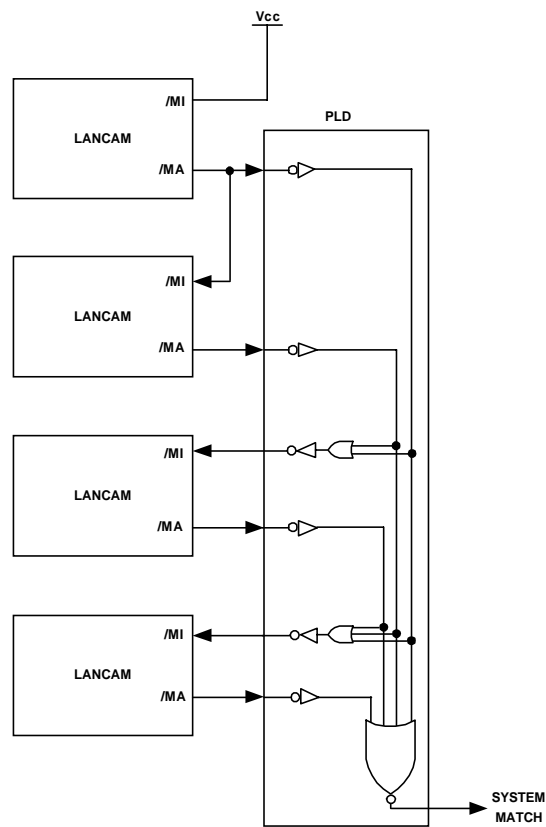 Vcc
/MI
PLD
LANCAM
/MA
/MI
LANCAM
/MA
/MI
LANCAM
/MA
/MI
LANCAM
/MA
SYSTEM
MATCH